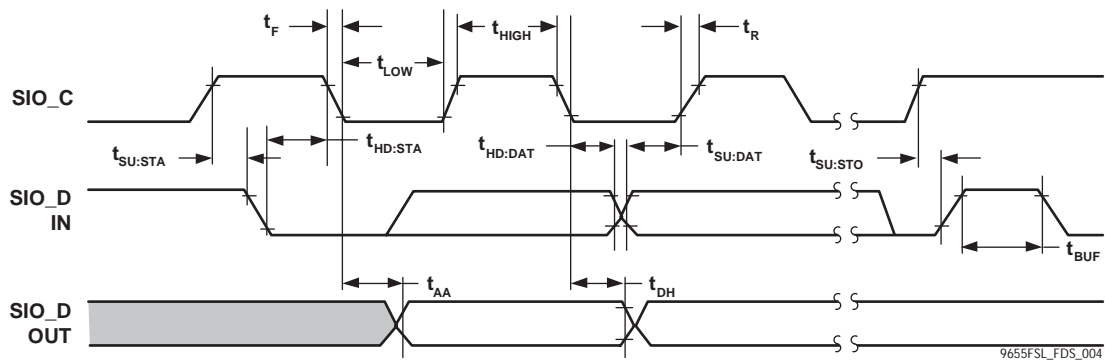 tF
tHIGH
tR
tLOW
SIO_C
tSU:STA
tHD:STA
tHD:DAT
tSU:DAT
tSU:STO
SIO_D
IN
tBUF
tAA
tDH
SIO_D
OUT
9655FSL_FDS_004